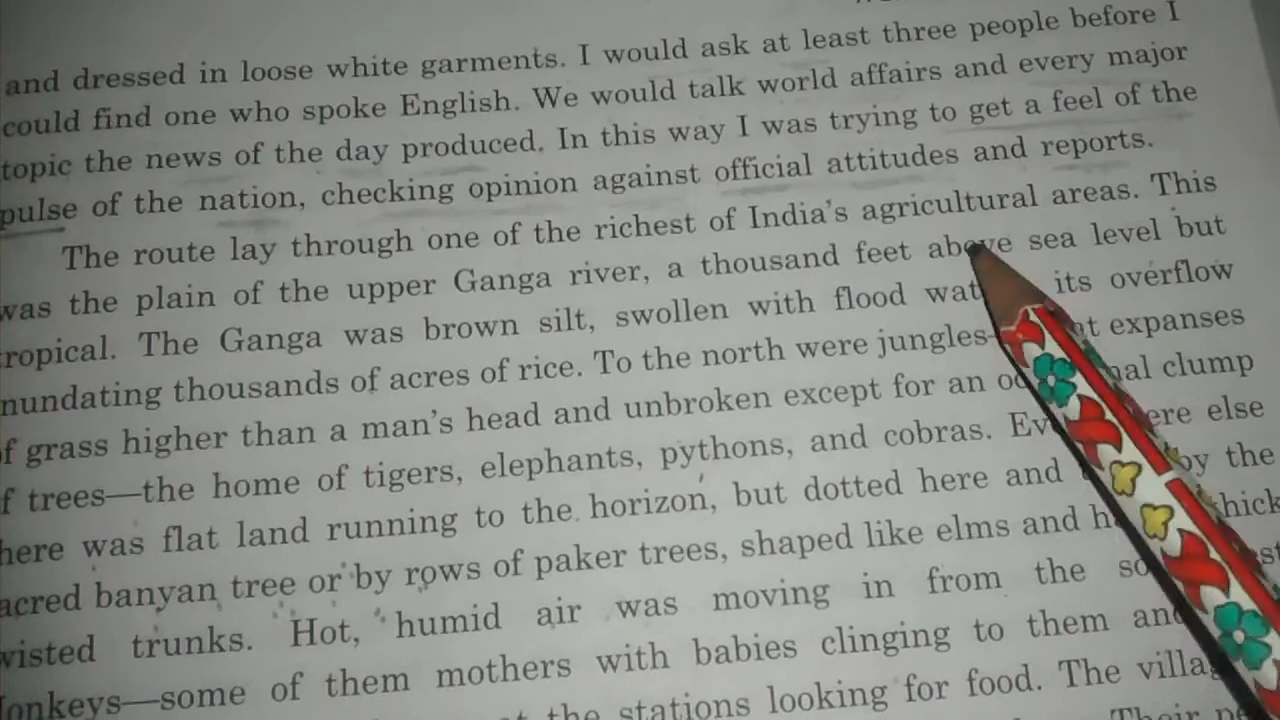 and dressed in loose white garments. I would ask at least three people before I
could find one who spoke English. We would talk world affairs and every major
topic the news of the day produced. In this way I was trying to get a feel of the
pulse of the nation, checking opinion against official attitudes and reports.
The route lay through one of the richest of India's agricultural areas. This
was the plain of the upper Ganga river, a thousand feet above sea level but
ropical. The Ganga was brown silt, swollen with flood wat its overflow
nundating thousands of acres of rice. To the north were jungles— expanses
f grass higher than a man's head and unbroken except for an clump
f trees—the home of tigers, elephants, pythons, and cobras. else
here was flat land running to the horizon, but dotted here and by the
acred banyan tree or by rows of paker trees, shaped like elms and
wisted trunks. Hot, humid air was moving in from the
onkeys—some of them mothers with babies clinging to them and
the stations looking for food. The
Their